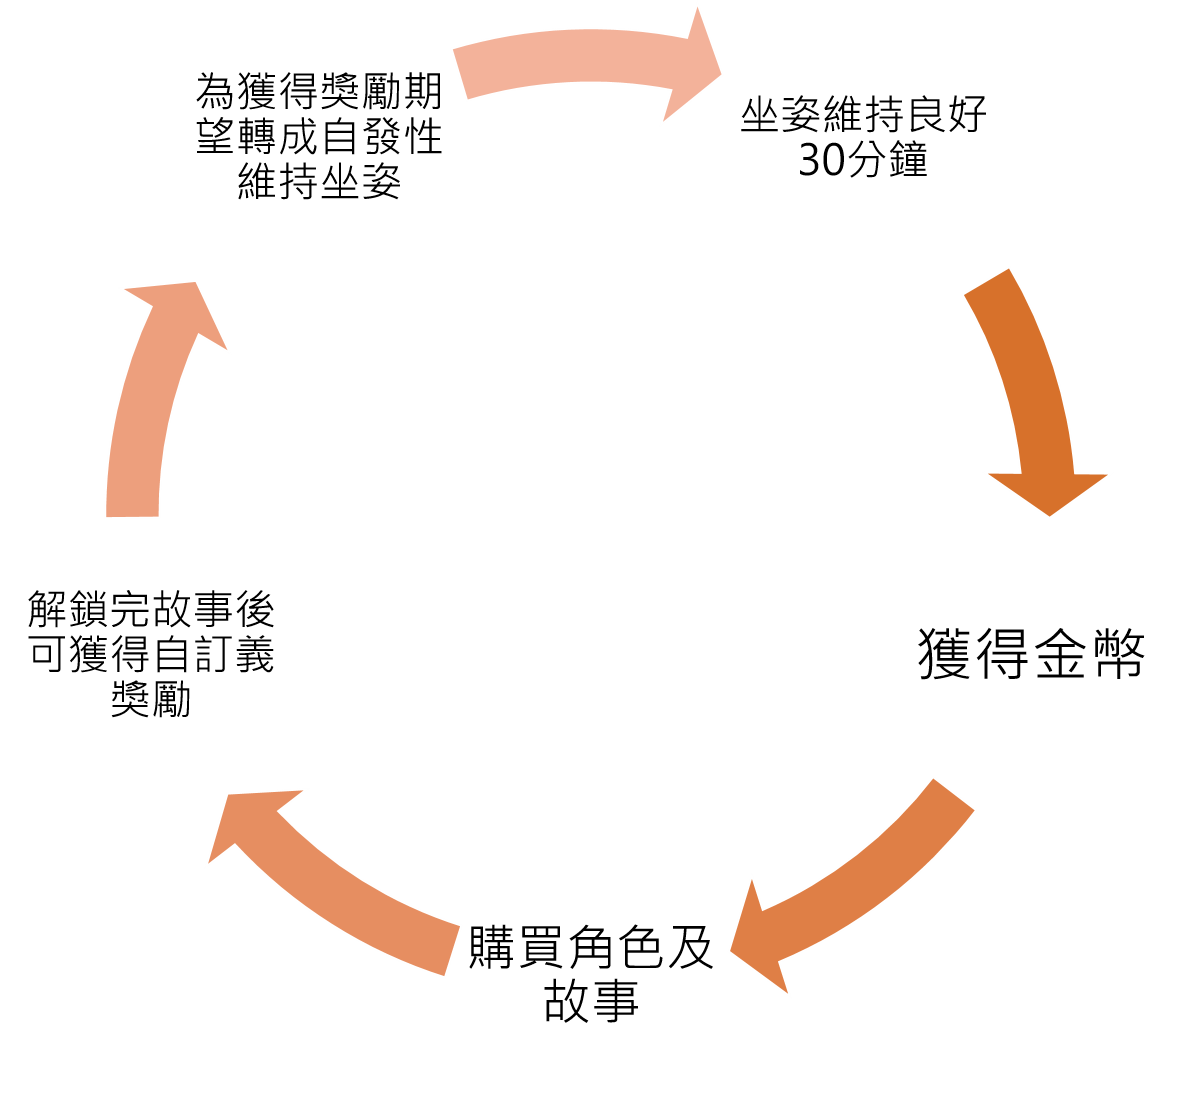 為獲得獎勵期
望轉成自發性
維持坐姿
坐姿維持良好
30分鐘
獲得金幣
購買角色及
故事
解鎖完故事後
可獲得自訂義
獎勵